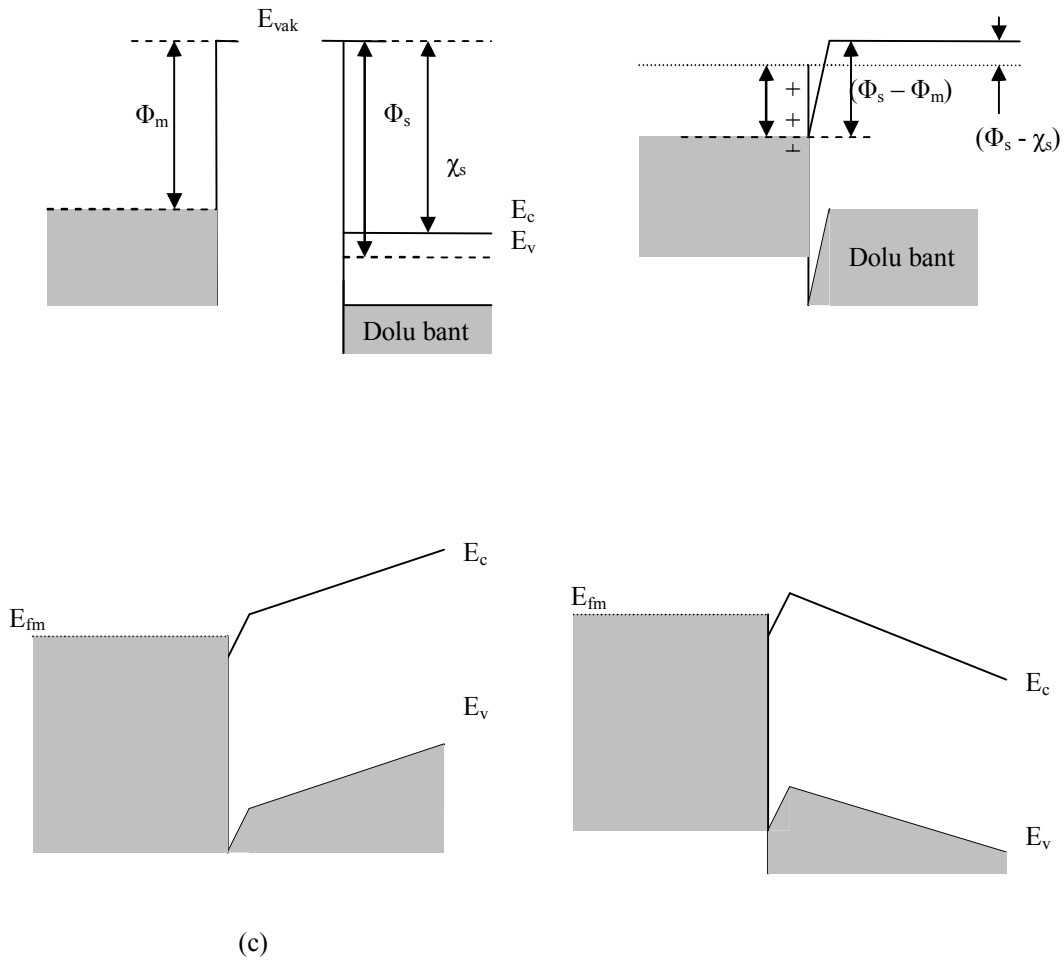 E_vak
Φ_m
Φ_s
χ_s
E_c
E_v
Dolu bant
+
+
+
(Φ_s – Φ_m)
(Φ_s - χ_s)
Dolu bant
E_fm
E_c
E_v
E_fm
E_c
E_v
(c)